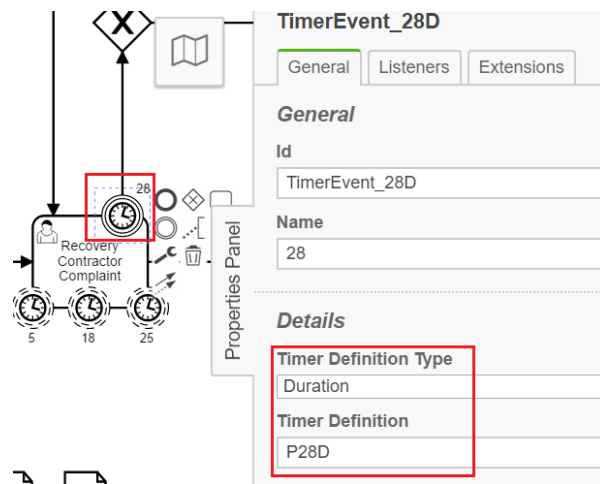 TimerEvent_28D
General
Listeners
Extensions
General
Id
TimerEvent_28D
Name
28
Details
Timer Definition Type
Duration
Timer Definition
P28D
Properties Panel
28
Recovery
Contractor
Complaint
5
18
25